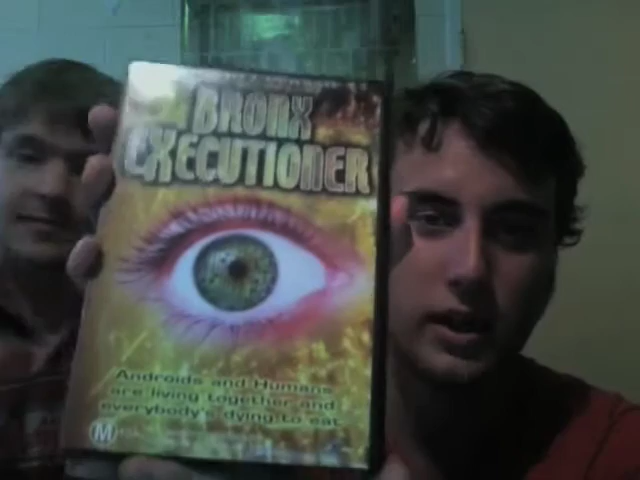 BRONX
EXECUTIONER
Androids and Humans
are living together and
everybody's dying to eat
M